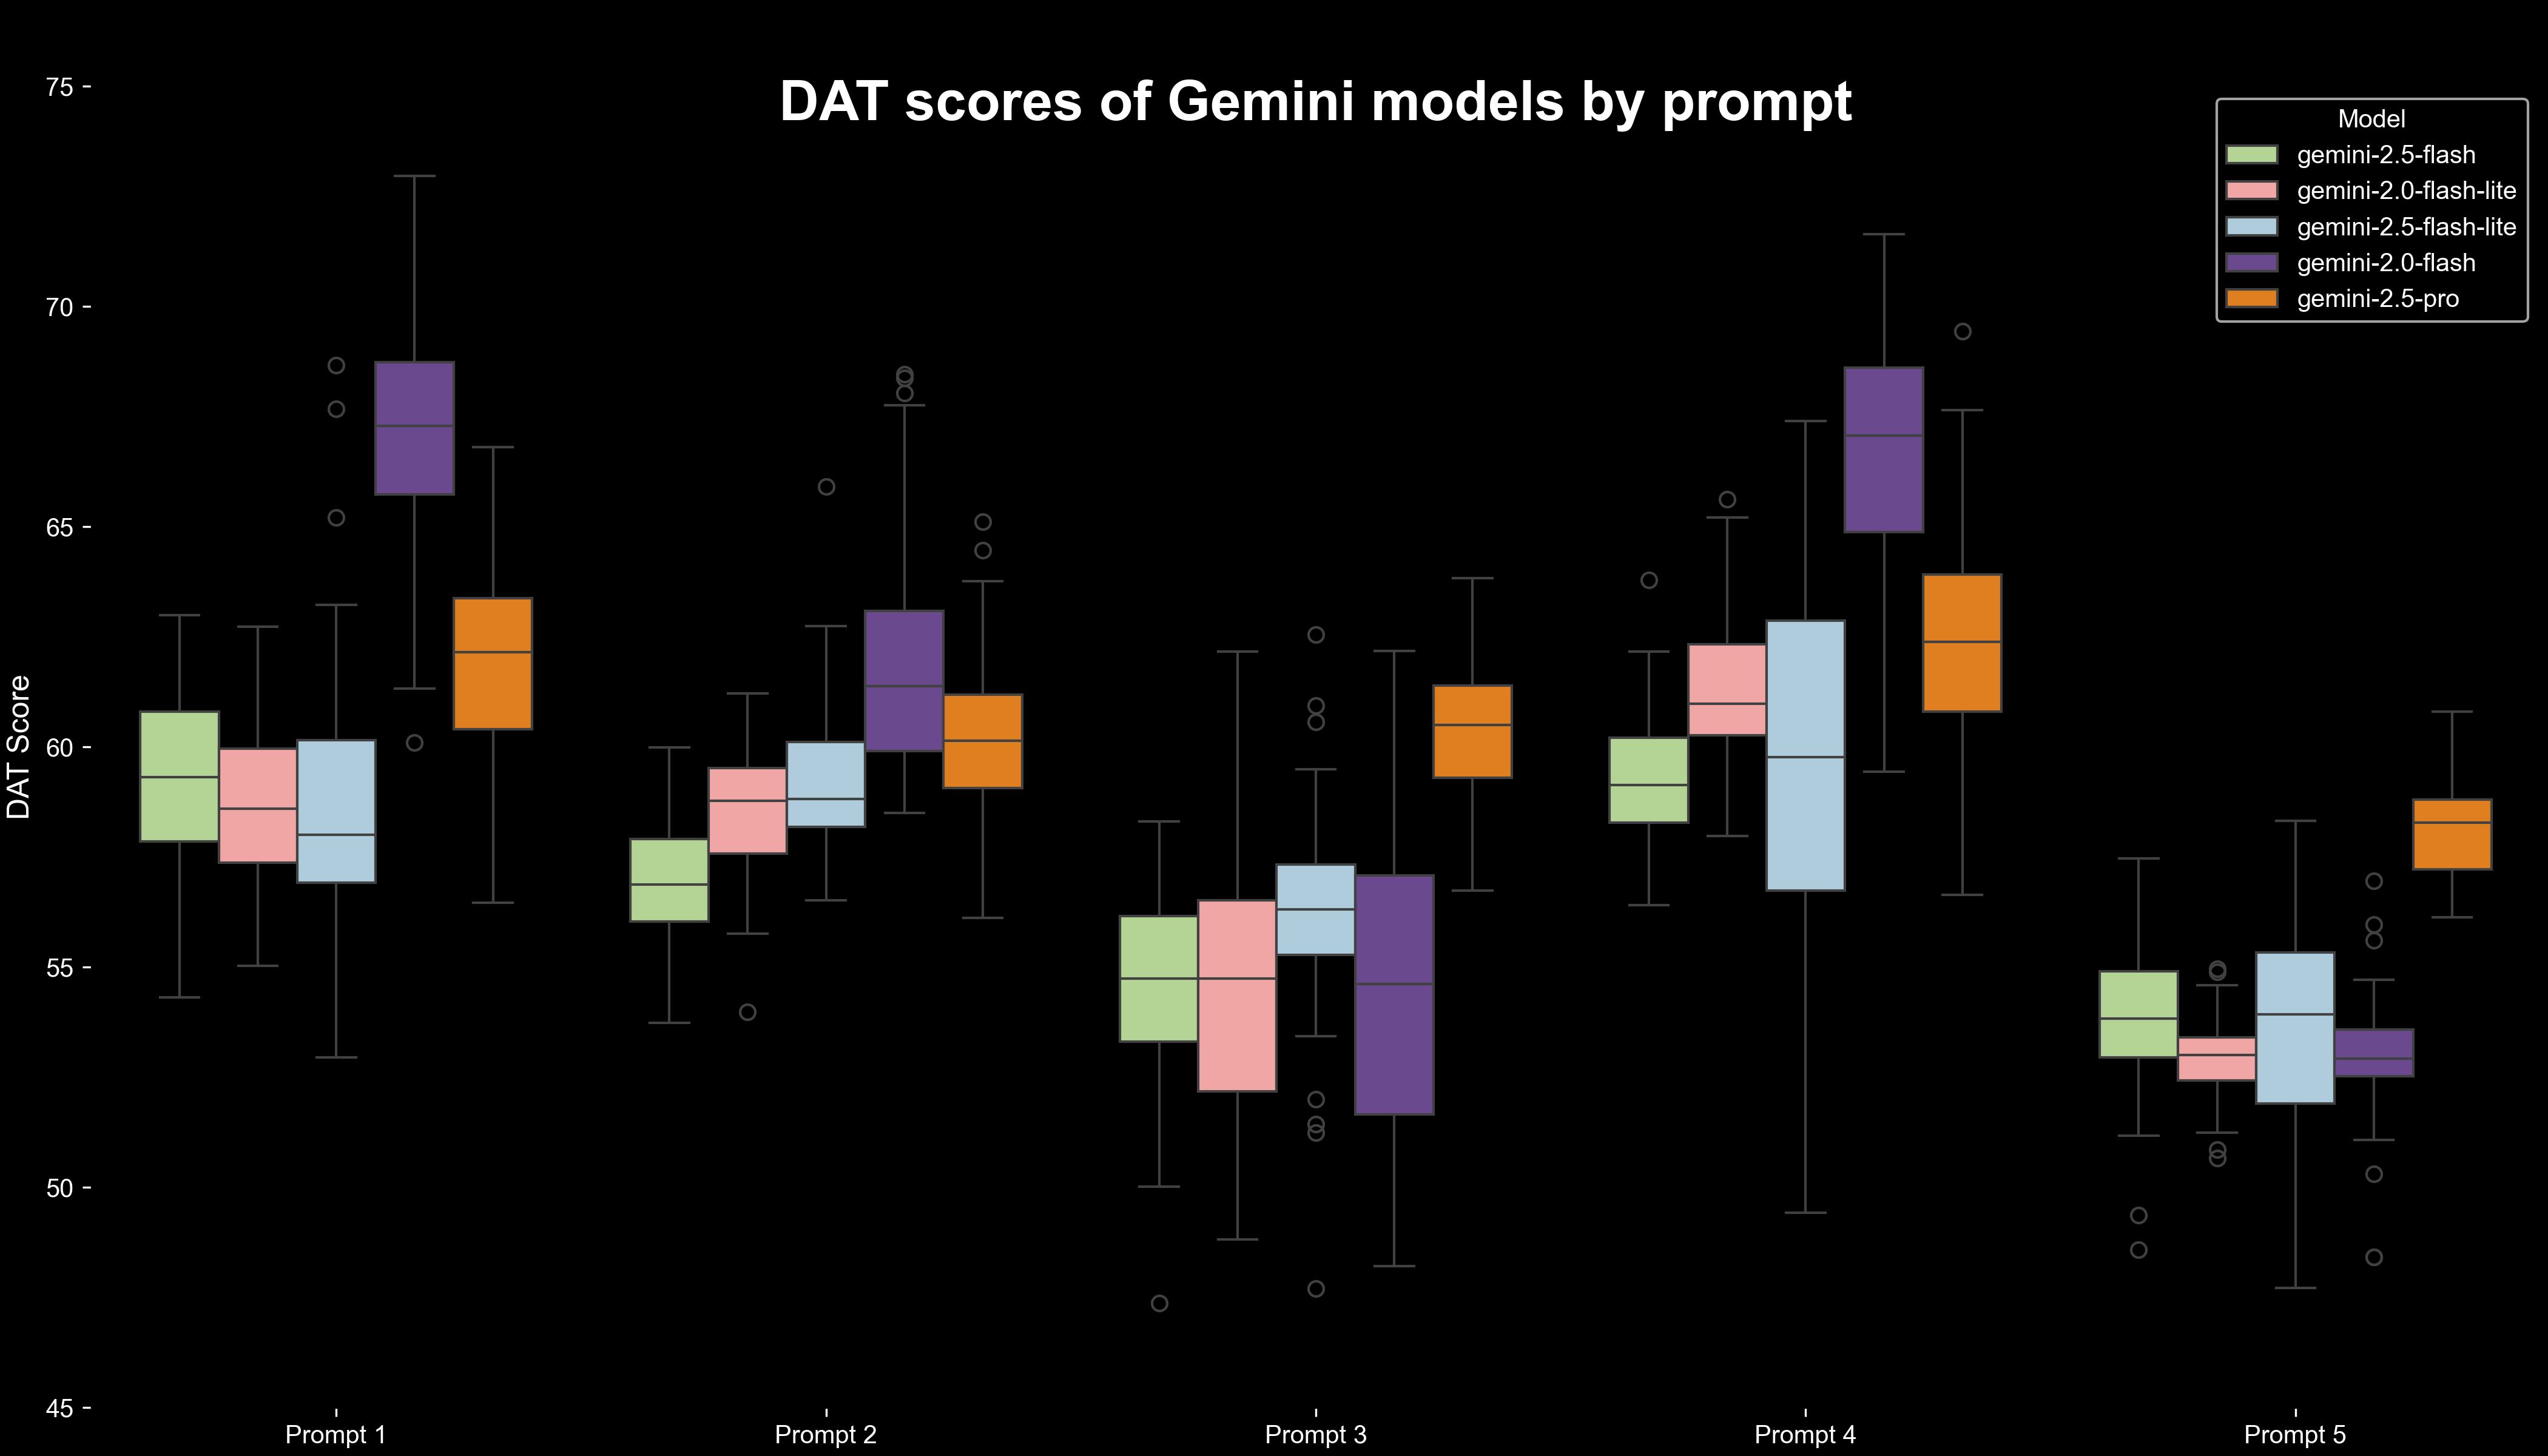 DAT scores of Gemini models by prompt
Model
gemini-2.5-flash
gemini-2.0-flash-lite
gemini-2.5-flash-lite
gemini-2.0-flash
gemini-2.5-pro
DAT Score
75
70
65
60
55
50
45
Prompt 1
Prompt 2
Prompt 3
Prompt 4
Prompt 5